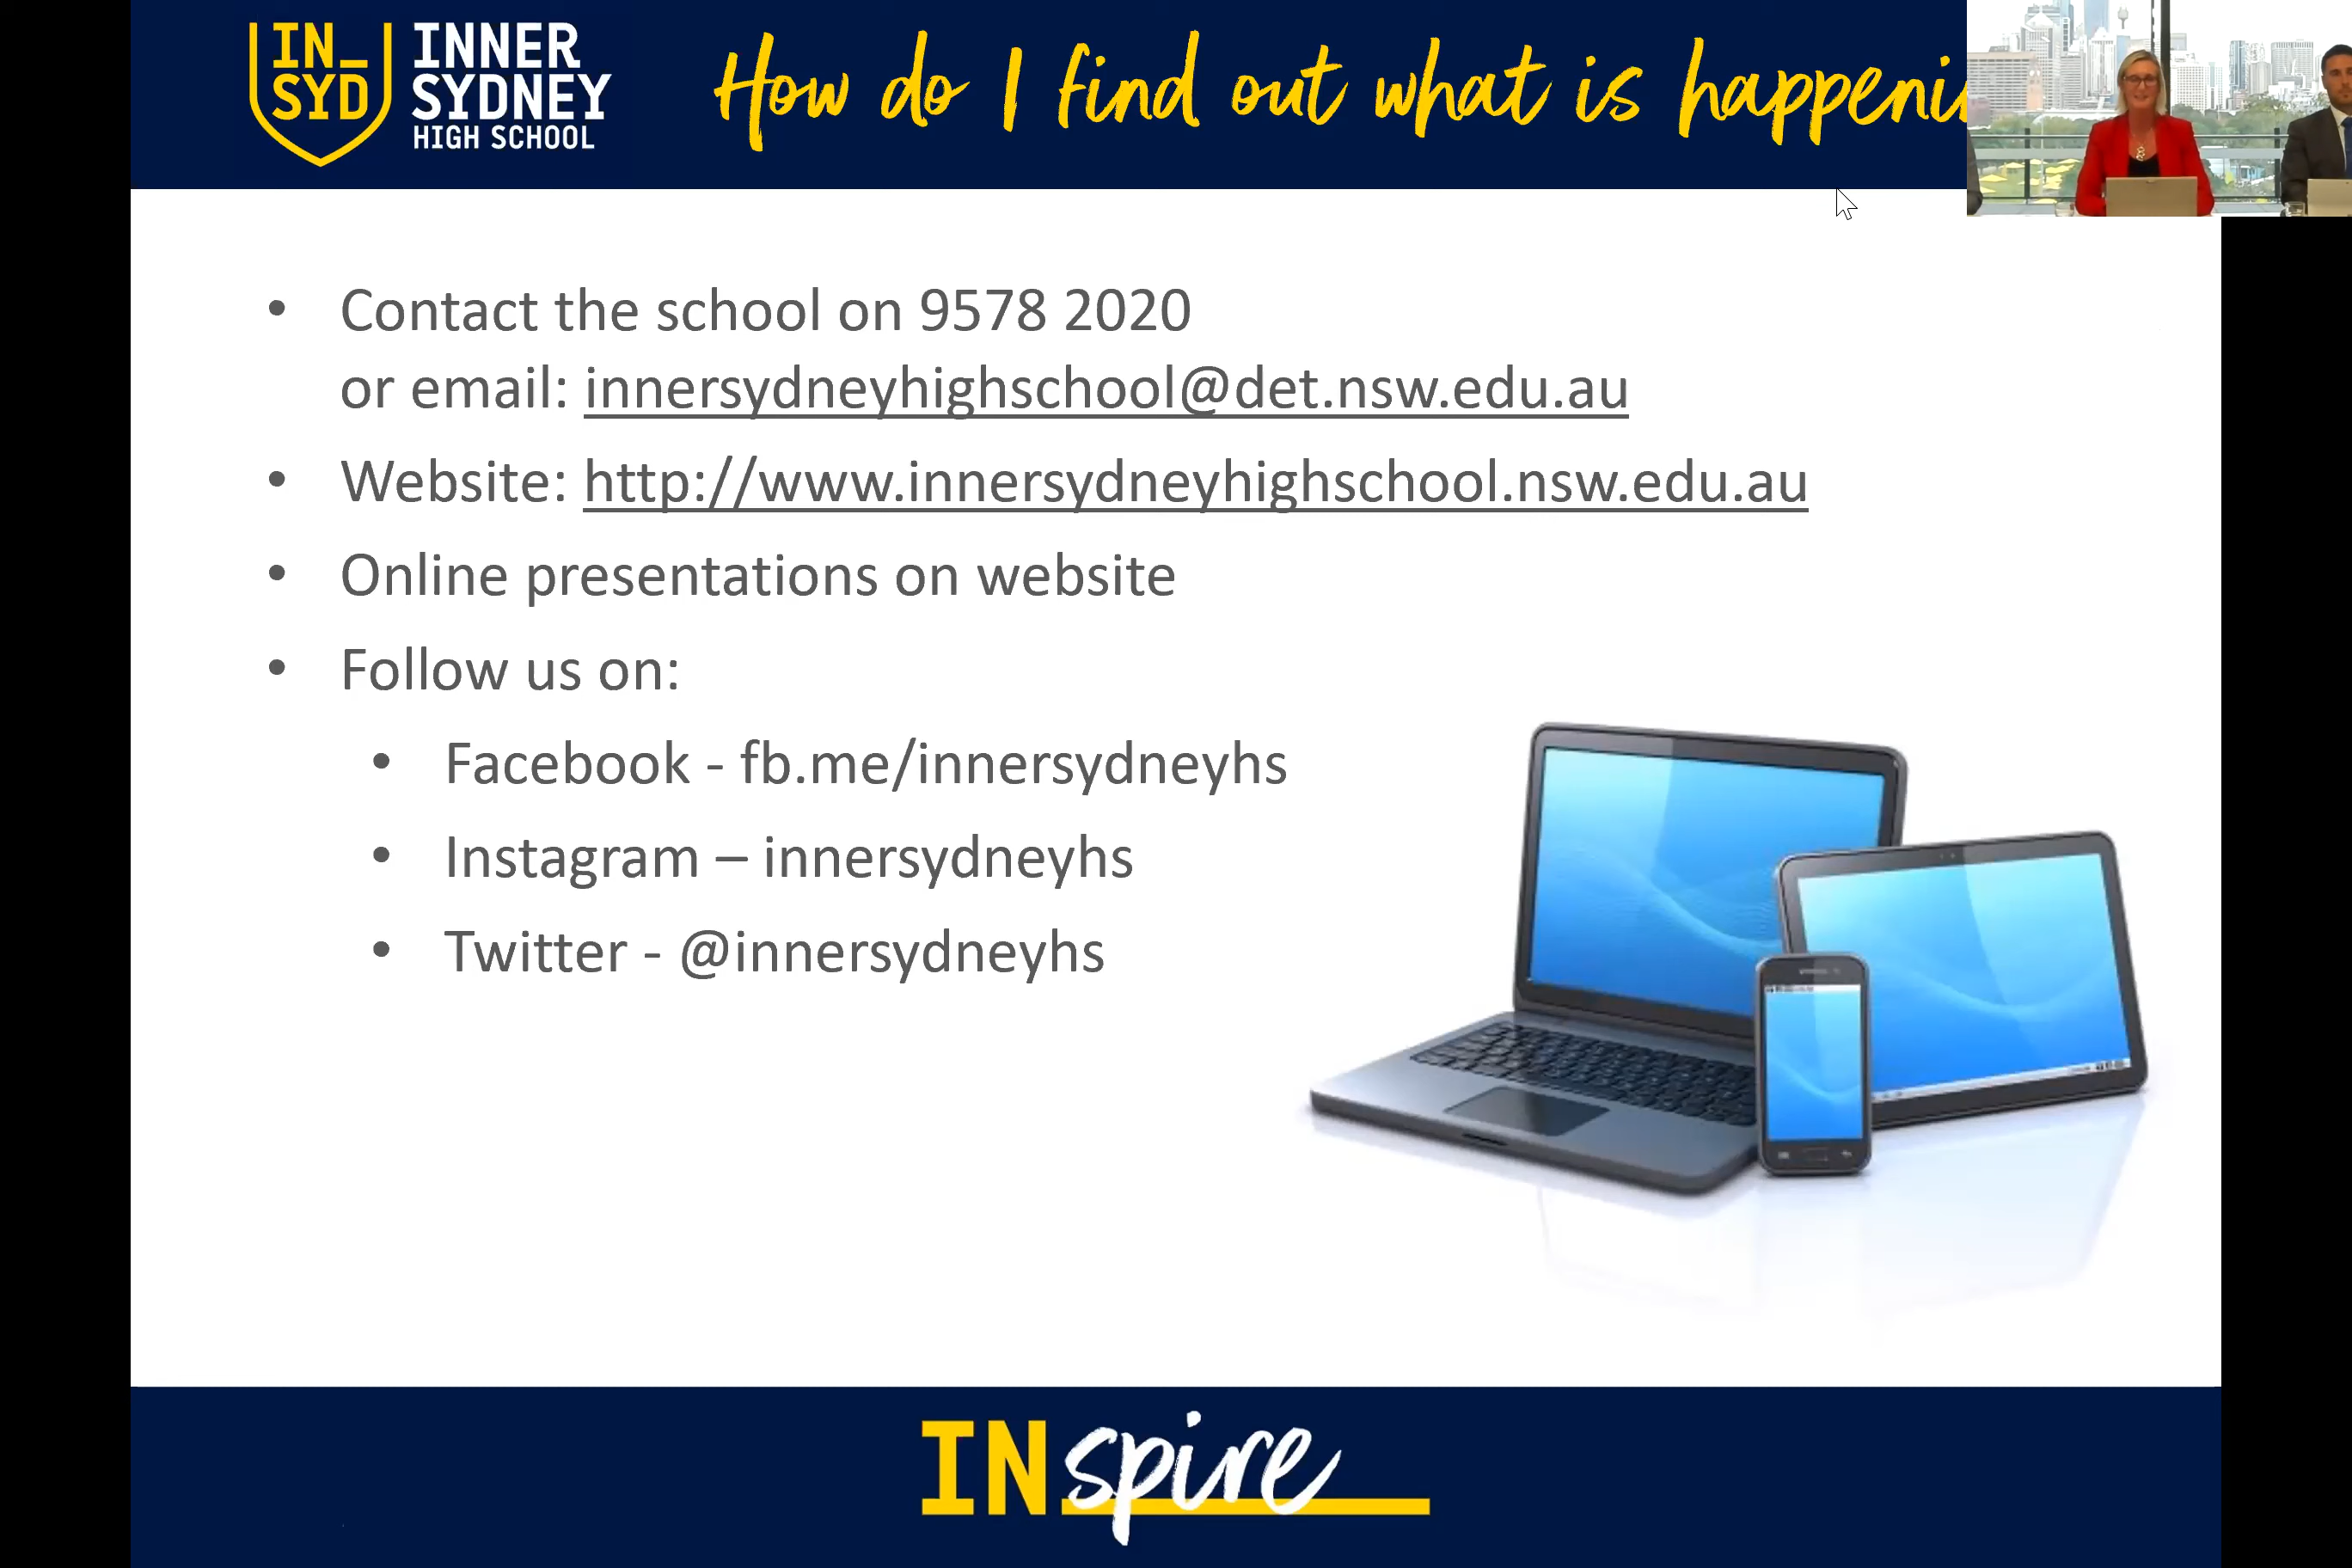 IN_
SYD
INNER
SYDNEY
HIGH SCHOOL
How do I find out what is
• Contact the school on 9578 2020
or email: innersydneyhighschool@det.nsw.edu.au
• Website: http://www.innersydneyhighschool.nsw.edu.au
• Online presentations on website
• Follow us on:
• Facebook - fb.me/innersydneyhs
• Instagram – innersydneyhs
• Twitter - @innersydneyhs
INspire